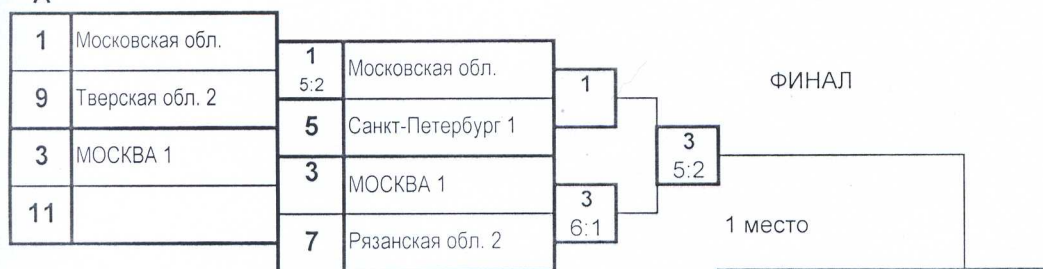 1 Московская обл.
9 Тверская обл. 2
3 МОСКВА 1
11
1
5:2
Московская обл.
5 Санкт-Петербург 1
3 МОСКВА 1
7 Рязанская обл. 2
1
3
6:1
3
5:2
ФИНАЛ
1 место